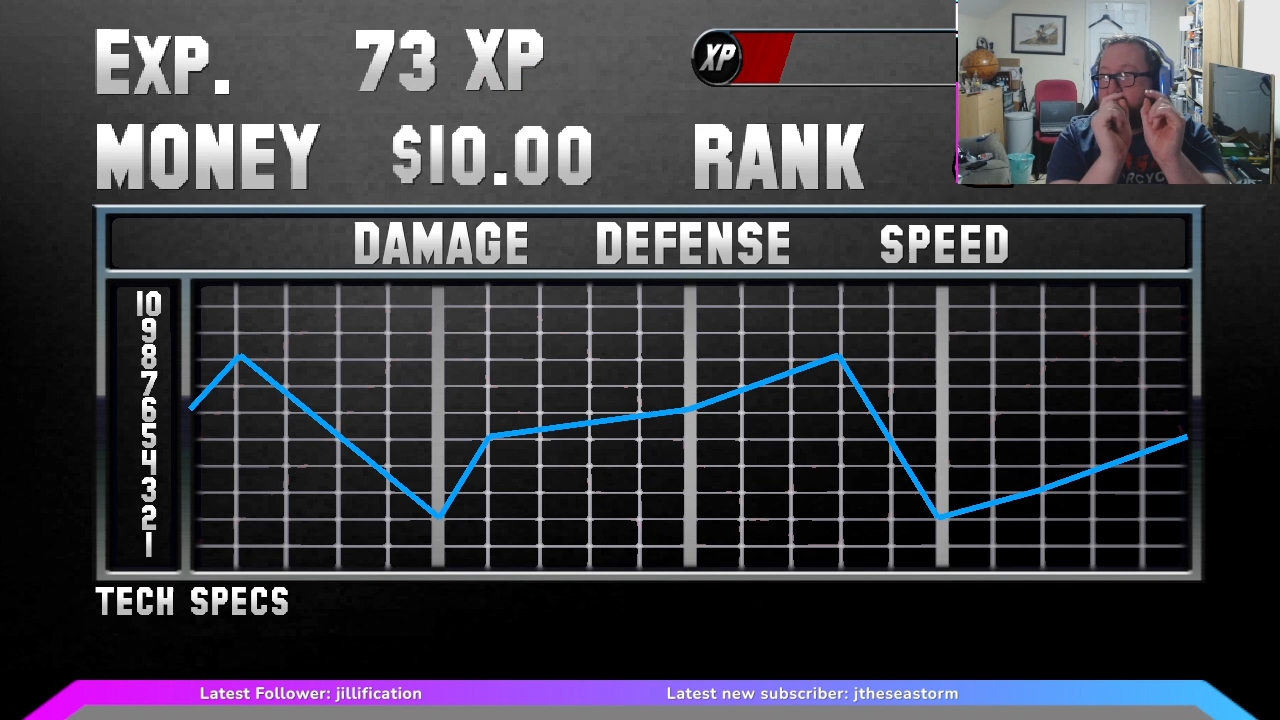 EXP. 73 XP XP
MONEY $10.00 RANK
DAMAGE DEFENSE SPEED
10
9
8
7
6
5
4
3
2
1
TECH SPECS
Latest Follower: jillification Latest new subscriber: jtheseastorm